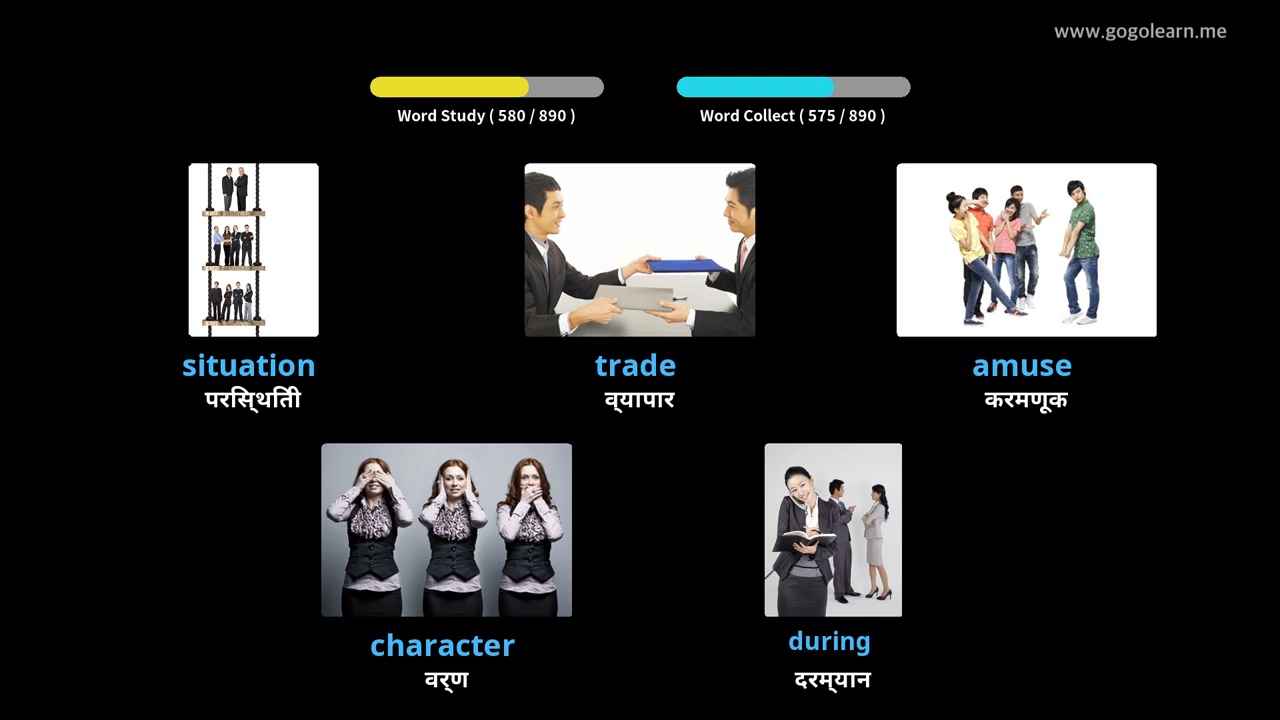 www.gogolearn.me
Word Study ( 580 / 890 )
Word Collect ( 575 / 890 )
situation
परिस्थिती
trade
व्यापार
amuse
करमणूक
character
वर्ण
during
दरम्यान